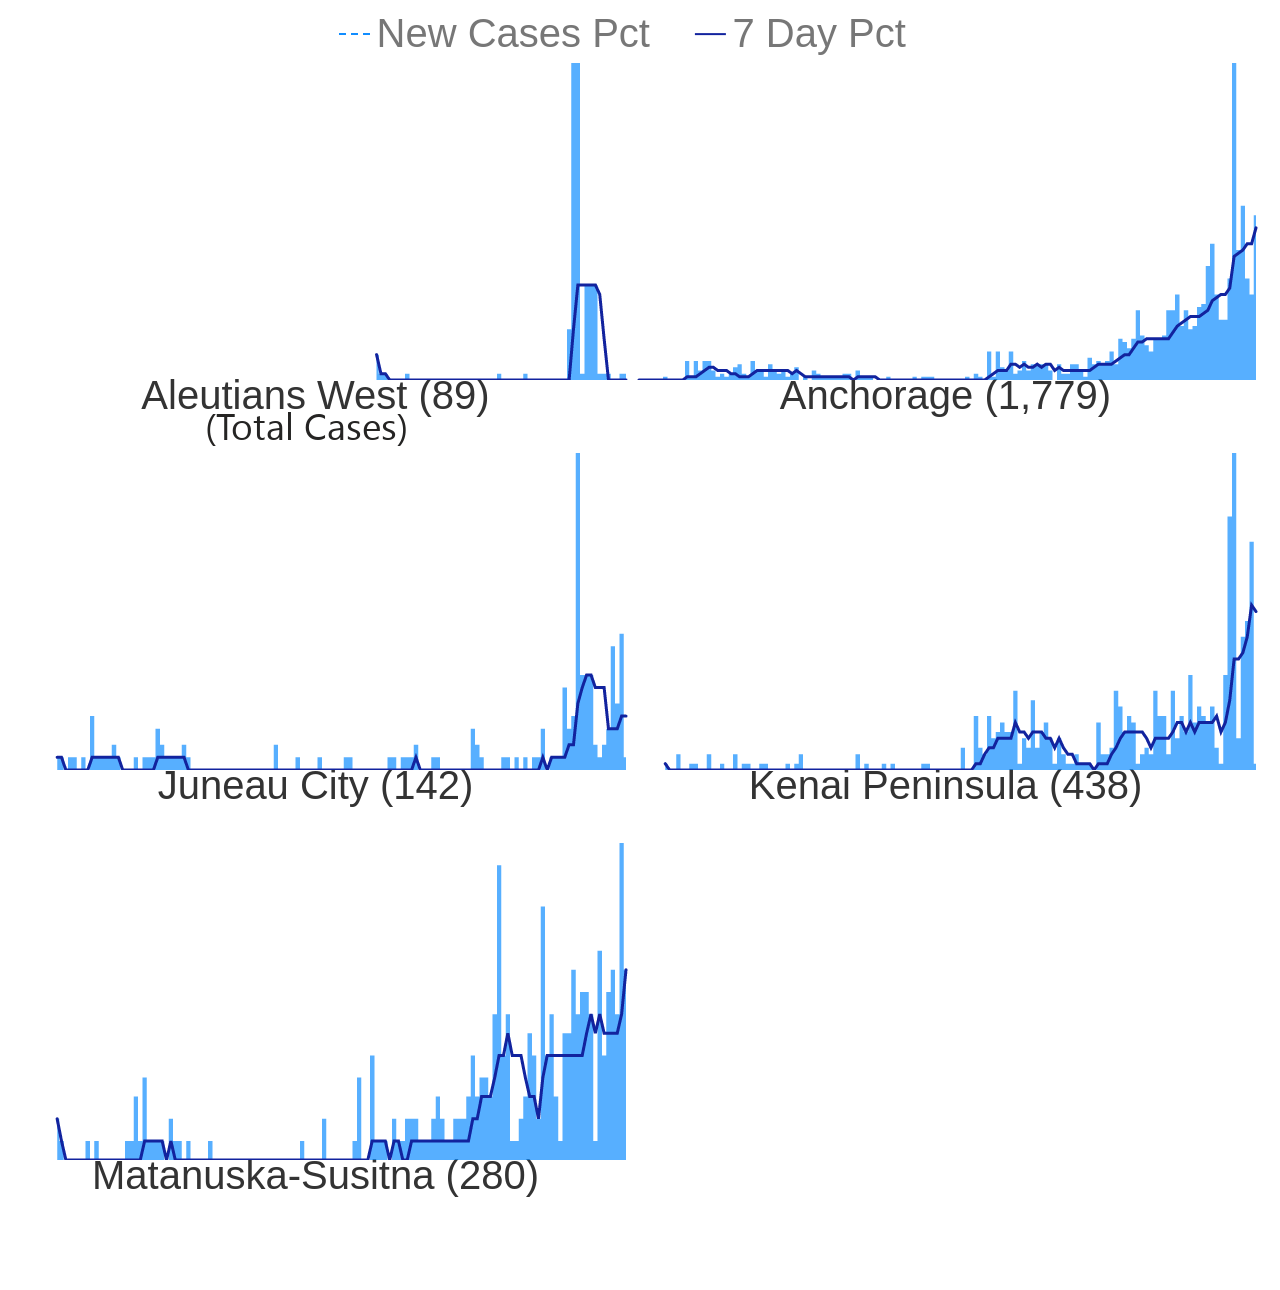 New Cases Pct 7 Day Pct
Aleutians West (89)
(Total Cases)
Anchorage (1,779)
Juneau City (142)
Kenai Peninsula (438)
Matanuska-Susitna (280)